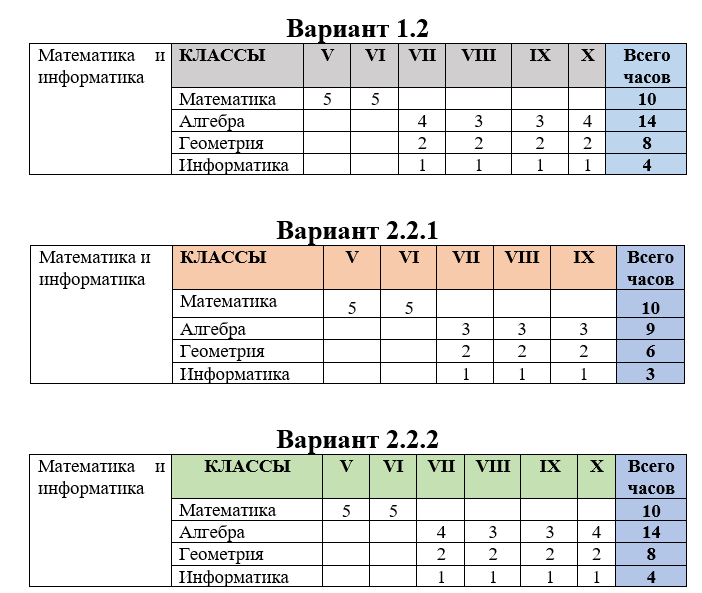 Вариант 1.2
Математика и информатика КЛАССЫ V VI VII VIII IX X Всего часов
Математика 5 5 10
Алгебра 4 3 3 4 14
Геометрия 2 2 2 2 8
Информатика 1 1 1 1 4
Вариант 2.2.1
Математика и информатика КЛАССЫ V VI VII VIII IX Всего часов
Математика 5 5 10
Алгебра 3 3 3 9
Геометрия 2 2 2 6
Информатика 1 1 1 3
Вариант 2.2.2
Математика и информатика КЛАССЫ V VI VII VIII IX X Всего часов
Математика 5 5 10
Алгебра 4 3 3 4 14
Геометрия 2 2 2 2 8
Информатика 1 1 1 1 4